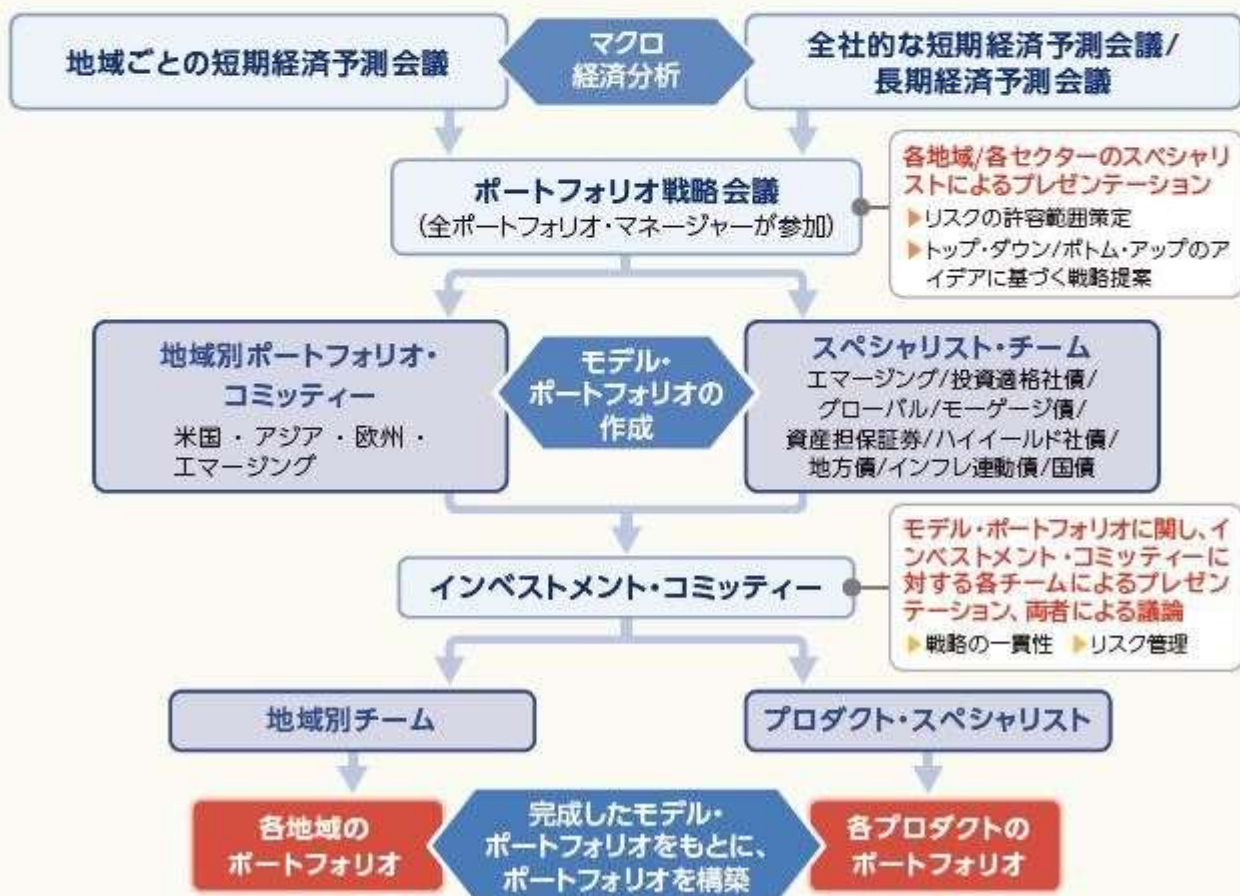 地域ごとの短期経済予測会議
マクロ
経済分析
全社的な短期経済予測会議/
長期経済予測会議
ポートフォリオ戦略会議
(全ポートフォリオ・マネージャーが参加)
各地域/各セクターのスペシャリ
ストによるプレゼンテーション
▶リスクの許容範囲策定
▶トップ・ダウン/ボトム・アップのア
イデアに基づく戦略提案
地域別ポートフォリオ・
コミッティー
米国 ・ アジア ・ 欧州 ・
エマージング
モデル・
ポートフォリオの
作成
スペシャリスト・チーム
エマージング/投資適格社債/
グローバル/モーゲージ債/
資産担保証券/ハイイールド社債/
地方債/インフレ連動債/国債
インベストメント・コミッティー
モデル・ポートフォリオに関し、イ
ンベストメント・コミッティーに
対する各チームによるプレゼン
テーション、両者による議論
▶戦略の一貫性 ▶リスク管理
地域別チーム
プロダクト・スペシャリスト
各地域の
ポートフォリオ
完成したモデル・
ポートフォリオをもとに、
ポートフォリオを構築
各プロダクトの
ポートフォリオ